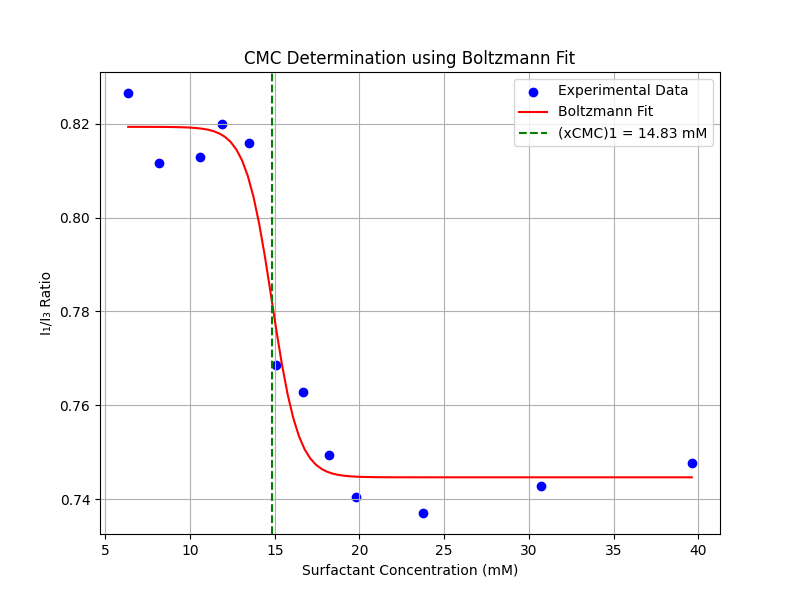 CMC Determination using Boltzmann Fit
Experimental Data
Boltzmann Fit
(xCMC)1 = 14.83 mM
I₁/I₃ Ratio
0.82
0.80
0.78
0.76
0.74
5 10 15 20 25 30 35 40
Surfactant Concentration (mM)